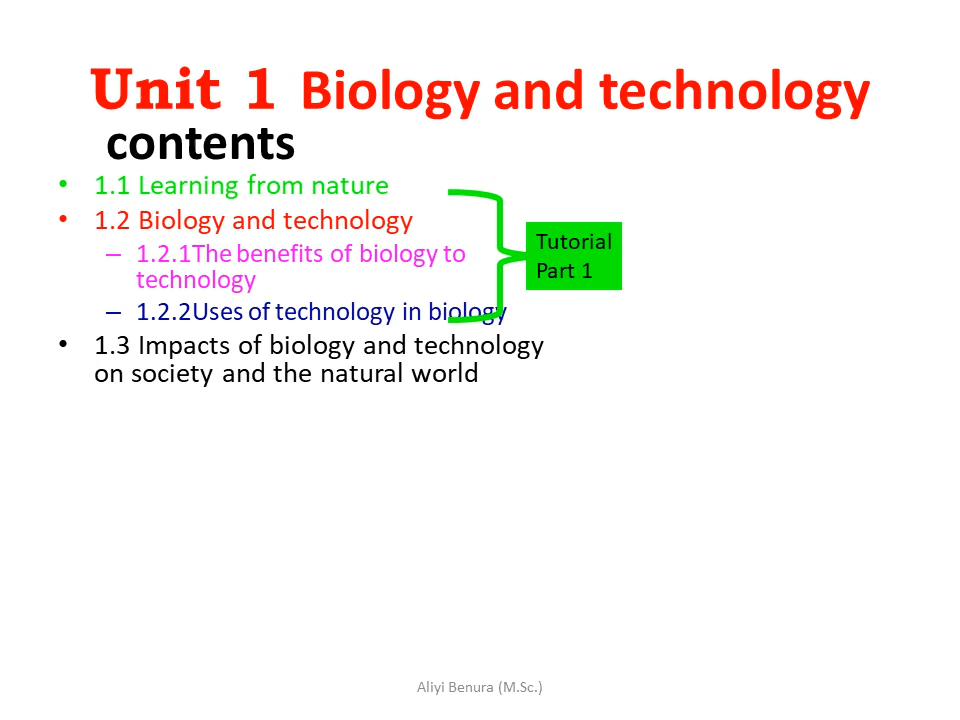 Unit 1 Biology and technology
contents
• 1.1 Learning from nature
• 1.2 Biology and technology
– 1.2.1The benefits of biology to
technology
– 1.2.2Uses of technology in biology
• 1.3 Impacts of biology and technology
on society and the natural world
Tutorial
Part 1
Aliyi Benura (M.Sc.)